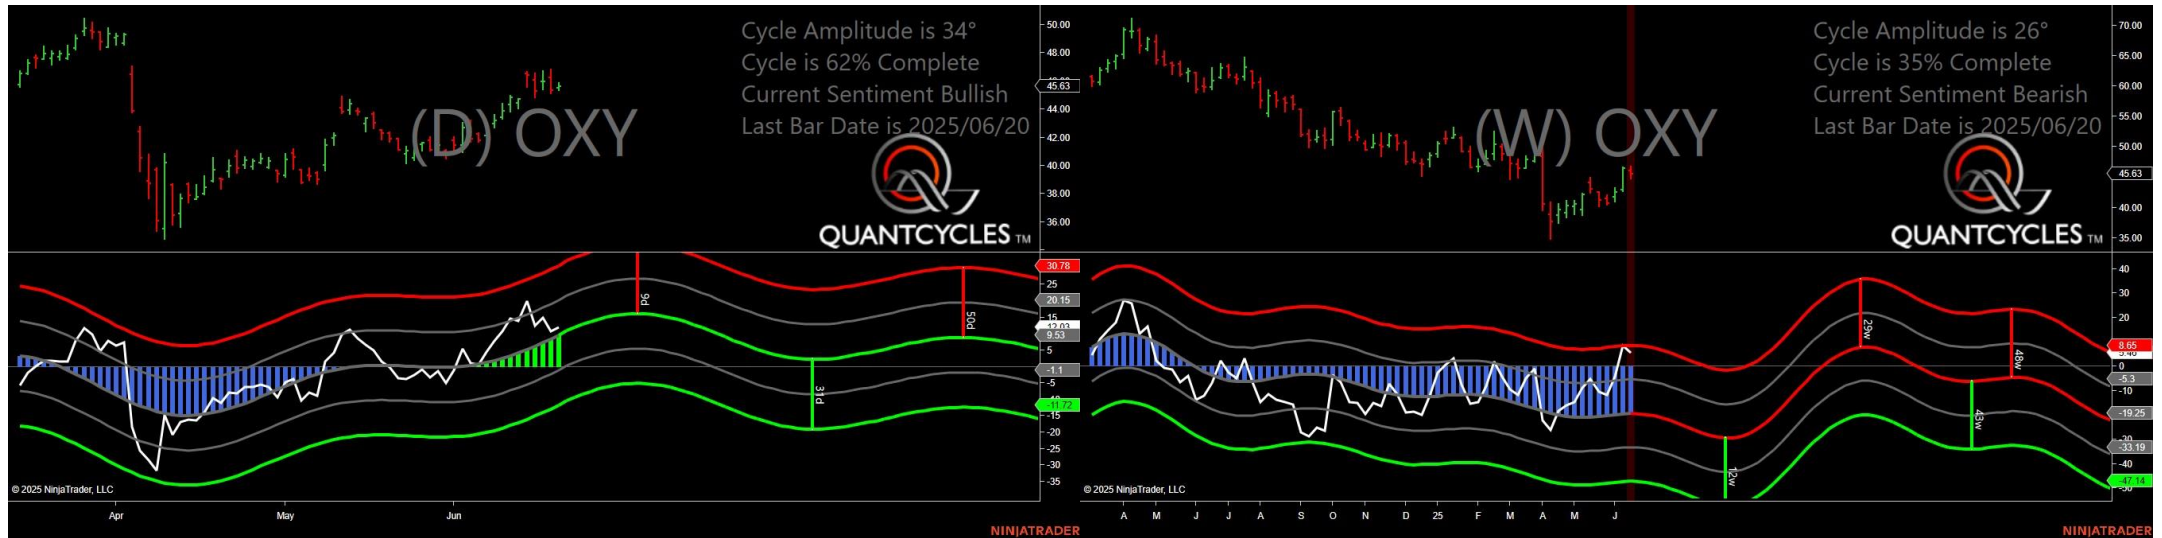 Cycle Amplitude is 34°
Cycle is 62% Complete
Current Sentiment Bullish
Last Bar Date is 2025/06/20
(D) OXY
QUANTCYCLES TM
50.00
48.00
45.63
44.00
42.00
40.00
38.00
36.00
30.78
25
20.15
15
12.03
9.53
5
-1.1
-5
-11.72
-15
-20
-25
-30
-35
9d
31d
50d
© 2025 NinjaTrader, LLC
Apr
May
Jun
NINJATRADER
Cycle Amplitude is 26°
Cycle is 35% Complete
Current Sentiment Bearish
Last Bar Date is 2025/06/20
(W) OXY
QUANTCYCLES TM
70.00
65.00
60.00
55.00
50.00
45.63
40.00
35.00
40
30
20
8.65
5.46
0
-5.3
-10
-19.25
-33.19
-40
-47.14
12w
29w
43w
48w
© 2025 NinjaTrader, LLC
A M J J A S O N D 25 F M A M J
NINJATRADER